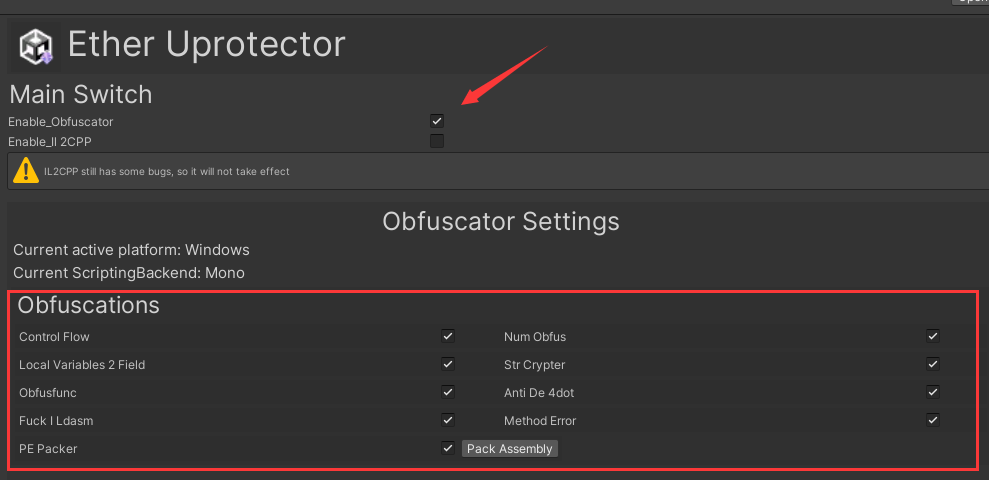 Ether Uprotector
Main Switch
Enable_Obfuscator
Enable_Il 2CPP
IL2CPP still has some bugs, so it will not take effect
Obfuscator Settings
Current active platform: Windows
Current ScriptingBackend: Mono
Obfuscations
Control Flow Num Obfus
Local Variables 2 Field Str Crypter
Obfusfunc Anti De 4dot
Fuck I Ldasm Method Error
PE Packer Pack Assembly